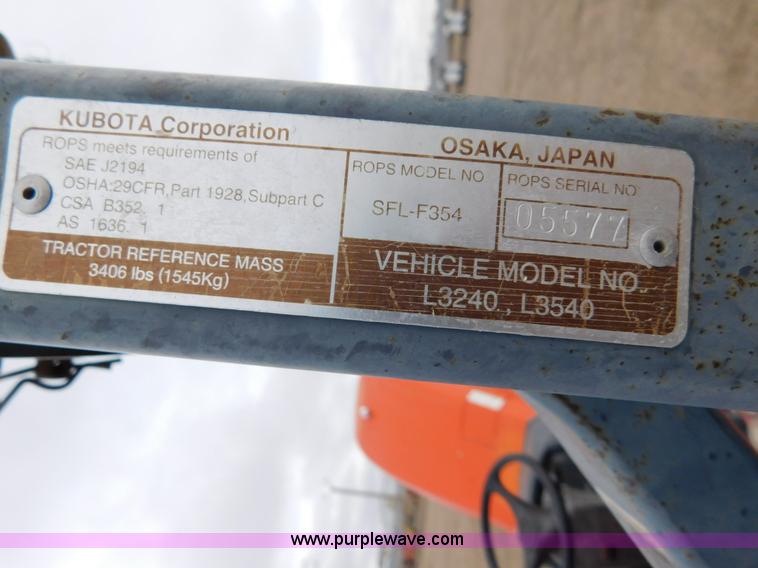 KUBOTA Corporation
OSAKA, JAPAN
ROPS meets requirements of
SAE J2194
OSHA:29CFR,Part 1928,Subpart C
CSA B352. 1
AS 1636. 1
TRACTOR REFERENCE MASS
3406 lbs (1545Kg)
ROPS MODEL NO
SFL-F354
ROPS SERIAL NO
05577
VEHICLE MODEL NO.
L3240 , L3540
www.purplewave.com